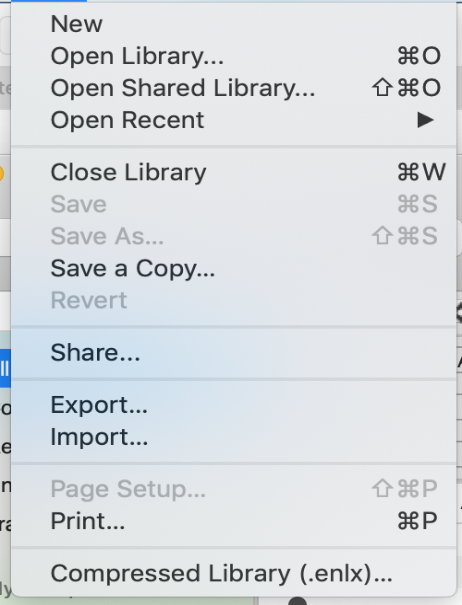 New
Open Library... ⌘O
Open Shared Library... ⇧⌘O
Open Recent ▶
Close Library ⌘W
Save ⌘S
Save As... ⇧⌘S
Save a Copy...
Revert
Share...
Export...
Import...
Page Setup... ⇧⌘P
Print... ⌘P
Compressed Library (.enlx)...